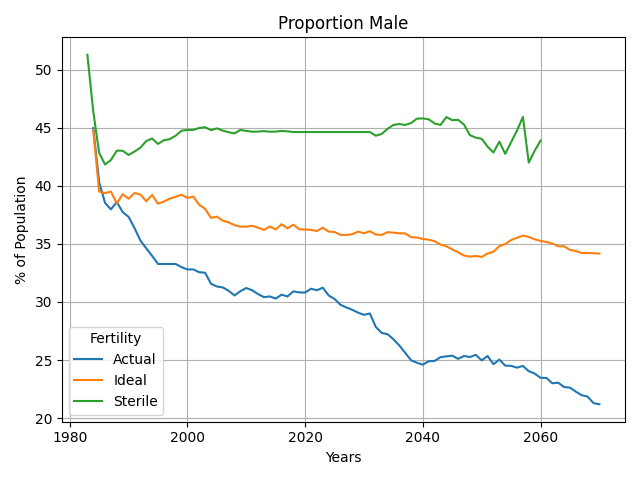 Proportion Male
% of Population
50
45
40
35
30
25
20
Fertility
Actual
Ideal
Sterile
1980 2000 2020 2040 2060
Years